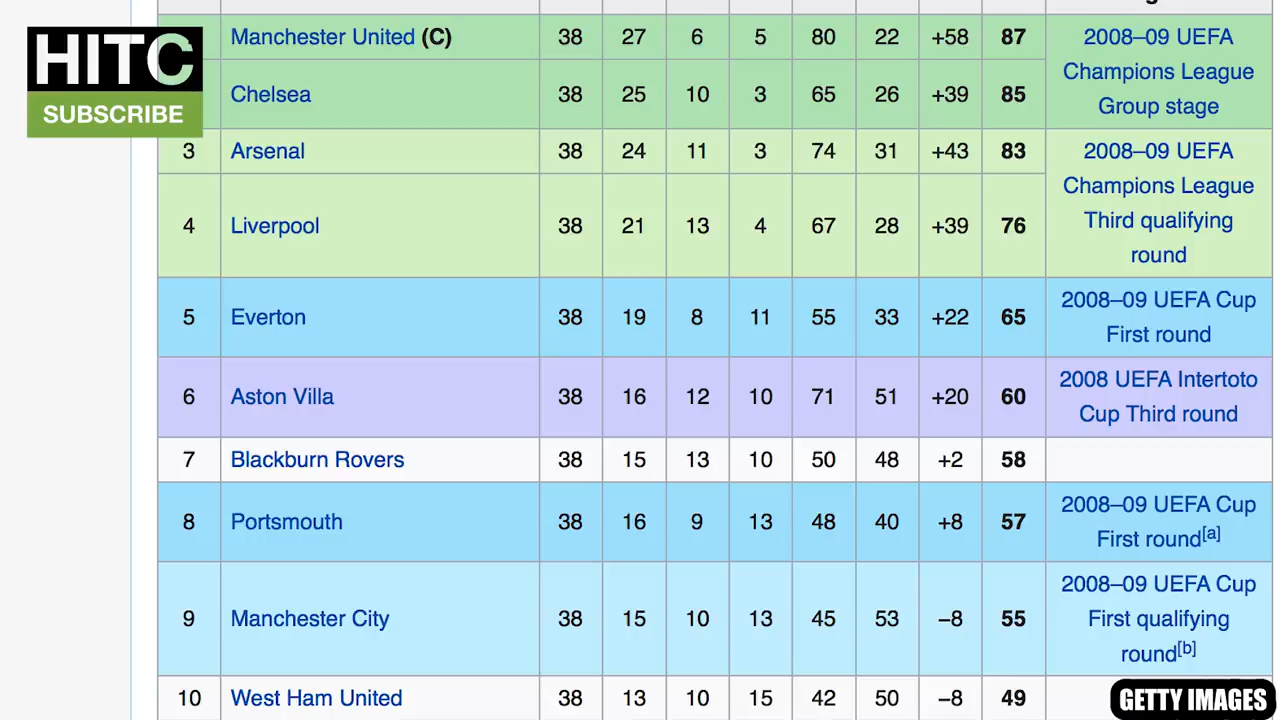 HITC
SUBSCRIBE
Manchester United (C) 38 27 6 5 80 22 +58 87 2008–09 UEFA
Champions League
Group stage
Chelsea 38 25 10 3 65 26 +39 85
3 Arsenal 38 24 11 3 74 31 +43 83 2008–09 UEFA
Champions League
Third qualifying
round
4 Liverpool 38 21 13 4 67 28 +39 76
5 Everton 38 19 8 11 55 33 +22 65 2008–09 UEFA Cup
First round
6 Aston Villa 38 16 12 10 71 51 +20 60 2008 UEFA Intertoto
Cup Third round
7 Blackburn Rovers 38 15 13 10 50 48 +2 58
8 Portsmouth 38 16 9 13 48 40 +8 57 2008–09 UEFA Cup
First round[a]
9 Manchester City 38 15 10 13 45 53 −8 55 2008–09 UEFA Cup
First qualifying
round[b]
10 West Ham United 38 13 10 15 42 50 −8 49
GETTY IMAGES